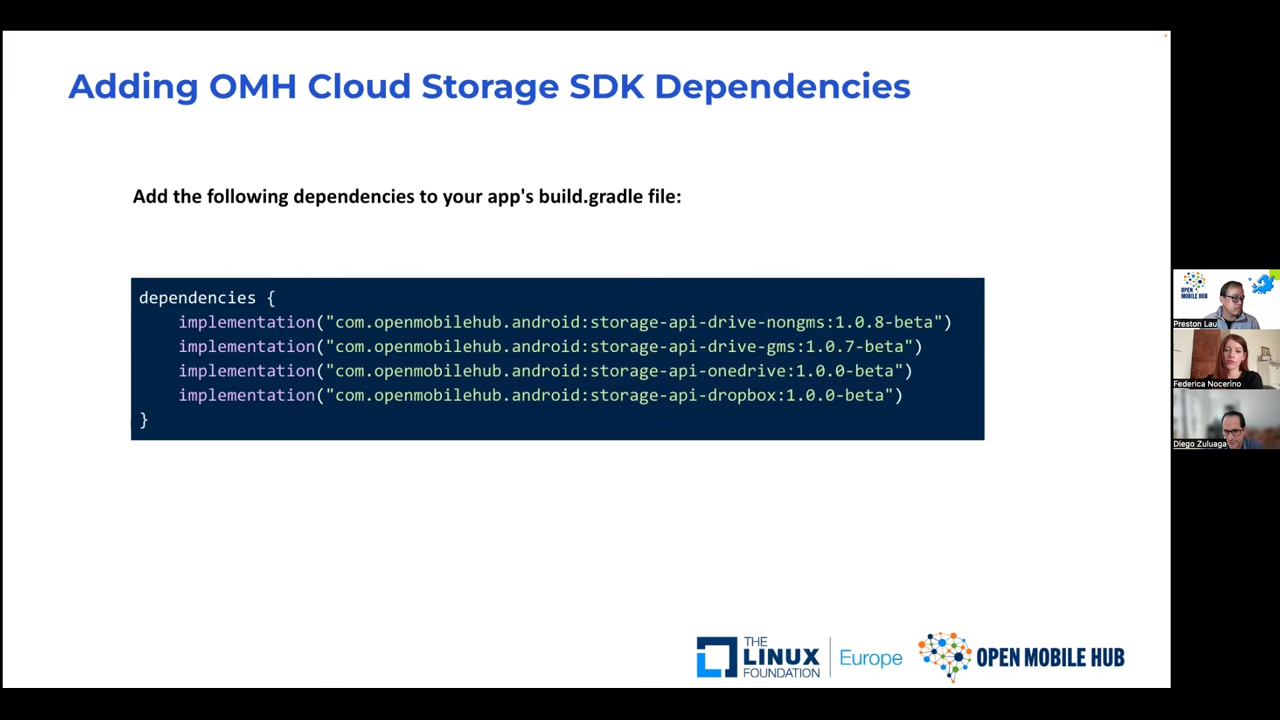 Adding OMH Cloud Storage SDK Dependencies
Add the following dependencies to your app's build.gradle file:
dependencies {
implementation("com.openmobilehub.android:storage-api-drive-nongms:1.0.8-beta")
implementation("com.openmobilehub.android:storage-api-drive-gms:1.0.7-beta")
implementation("com.openmobilehub.android:storage-api-onedrive:1.0.0-beta")
implementation("com.openmobilehub.android:storage-api-dropbox:1.0.0-beta")
}
THE
LINUX
FOUNDATION
Europe
OPEN MOBILE HUB
OPEN
MOBILE HUB
Preston Lau
Federica Nocerino
Diego Zuluaga